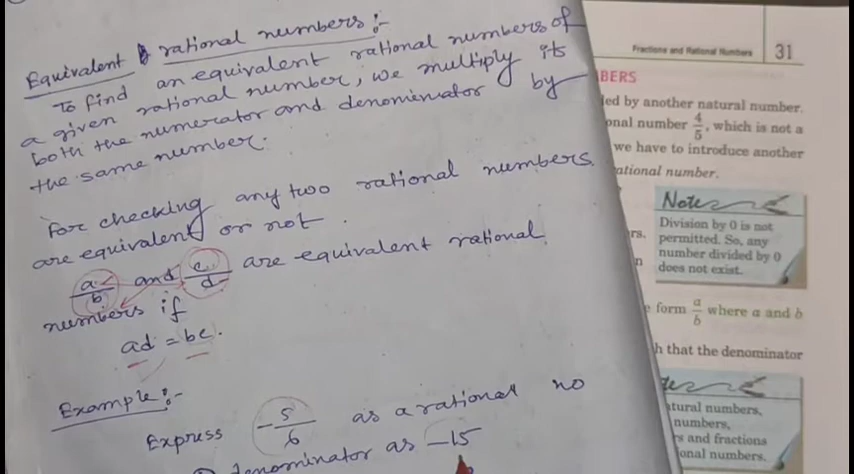 Equivalent & rational numbers :-
To find an equivalent rational numbers of
a given rational number, we multiply its
both the numerator and denominator by
the same number.
For checking any two rational numbers
are equivalent or not.
a/b and c/d are equivalent rational
numbers if
ad = bc.
Example :-
Express -5/6 as a rational no
denominator as -15
Fractions and Rational Numbers 31
BERS
led by another natural number.
onal number 4/5, which is not a
we have to introduce another
ational number.
Note
Division by 0 is not
permitted. So, any
number divided by 0
does not exist.
rs.
n
form a/b where a and b
h that the denominator
te
atural numbers,
numbers,
rs and fractions
onal numbers.